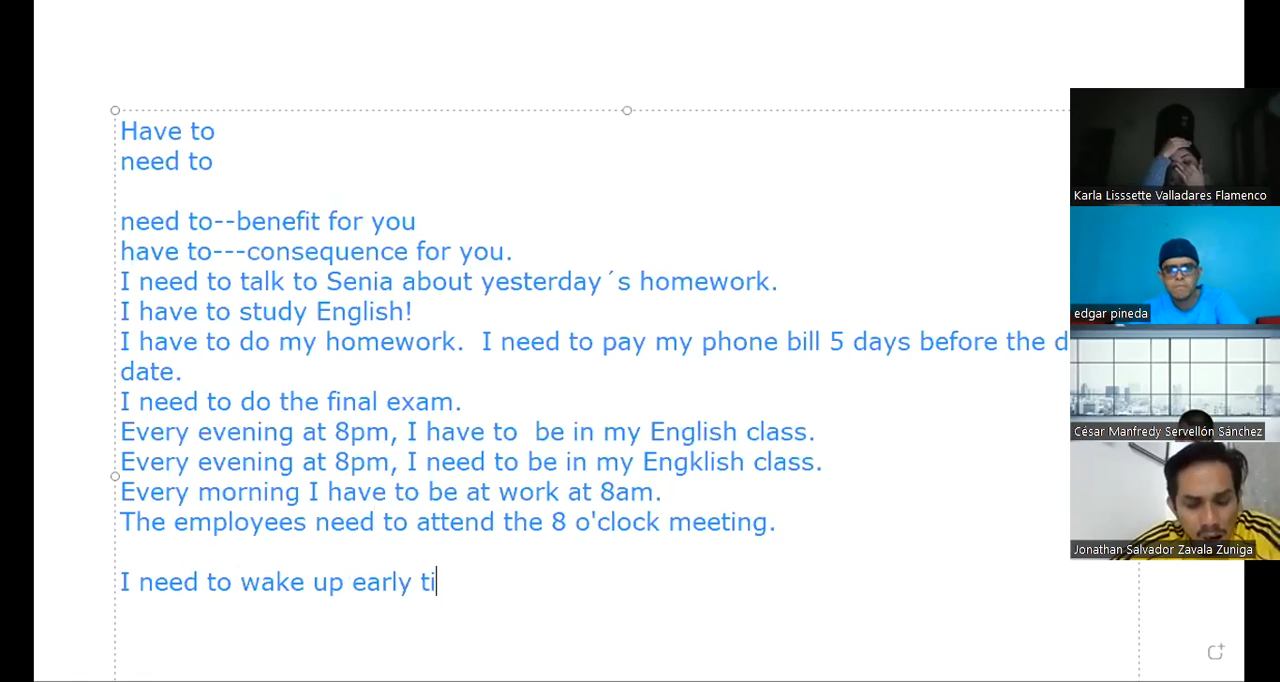 Have to
need to
need to--benefit for you
have to---consequence for you.
I need to talk to Senia about yesterday´s homework.
I have to study English!
I have to do my homework.  I need to pay my phone bill 5 days before the d
date.
I need to do the final exam.
Every evening at 8pm, I have to  be in my English class.
Every evening at 8pm, I need to be in my Engklish class.
Every morning I have to be at work at 8am.
The employees need to attend the 8 o'clock meeting.
I need to wake up early ti
Karla Lisssette Valladares Flamenco
edgar pineda
César Manfredy Servellón Sánchez
Jonathan Salvador Zavala Zuniga